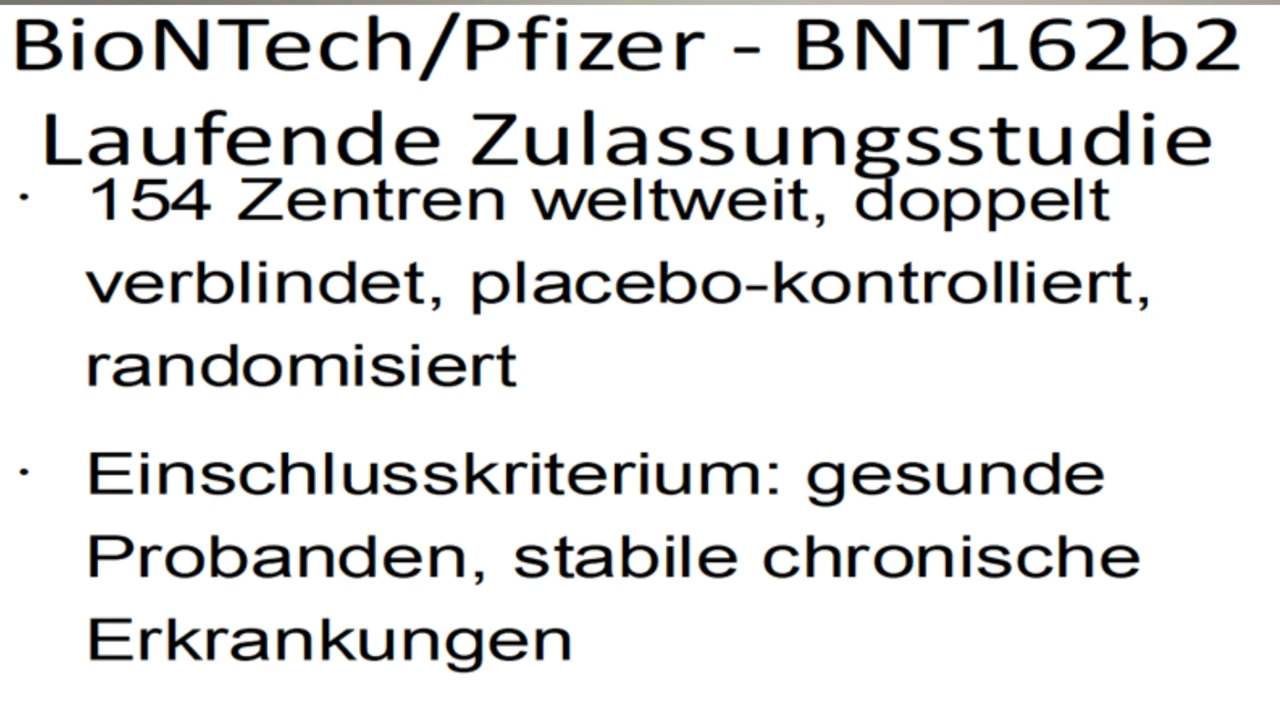 BioNTech/Pfizer - BNT162b2
Laufende Zulassungsstudie
· 154 Zentren weltweit, doppelt
verblindet, placebo-kontrolliert,
randomisiert
· Einschlusskriterium: gesunde
Probanden, stabile chronische
Erkrankungen